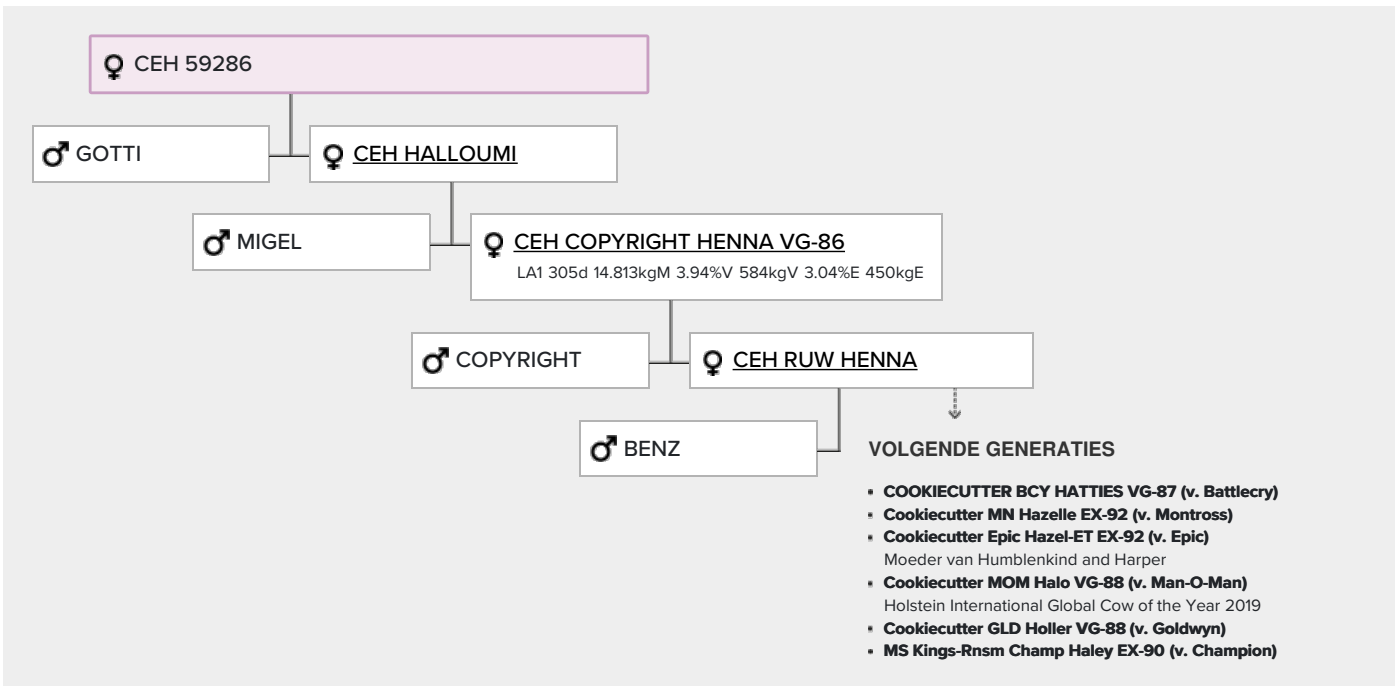 CEH 59286
GOTTI
CEH HALLOUMI
MIGEL
CEH COPYRIGHT HENNA VG-86
LA1 305d 14.813kgM 3.94%V 584kgV 3.04%E 450kgE
COPYRIGHT
CEH RUW HENNA
BENZ
VOLGENDE GENERATIES
COOKIECUTTER BCY HATTIES VG-87 (v. Battlecry)
Cookiecutter MN Hazelle EX-92 (v. Montross)
Cookiecutter Epic Hazel-ET EX-92 (v. Epic)
Moeder van Humblenkind and Harper
Cookiecutter MOM Halo VG-88 (v. Man-O-Man)
Holstein International Global Cow of the Year 2019
Cookiecutter GLD Holler VG-88 (v. Goldwyn)
MS Kings-Rnsm Champ Haley EX-90 (v. Champion)